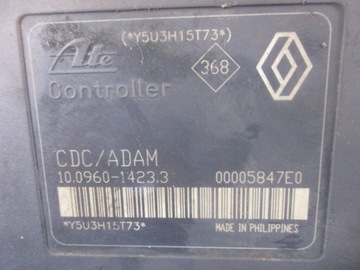 (*Y5U3H15T73*)
Ate
368
Controller
CDC/ADAM
10.0960-1423.3 00005847E0
*Y5U3H15T73*
MADE IN PHILIPPINES